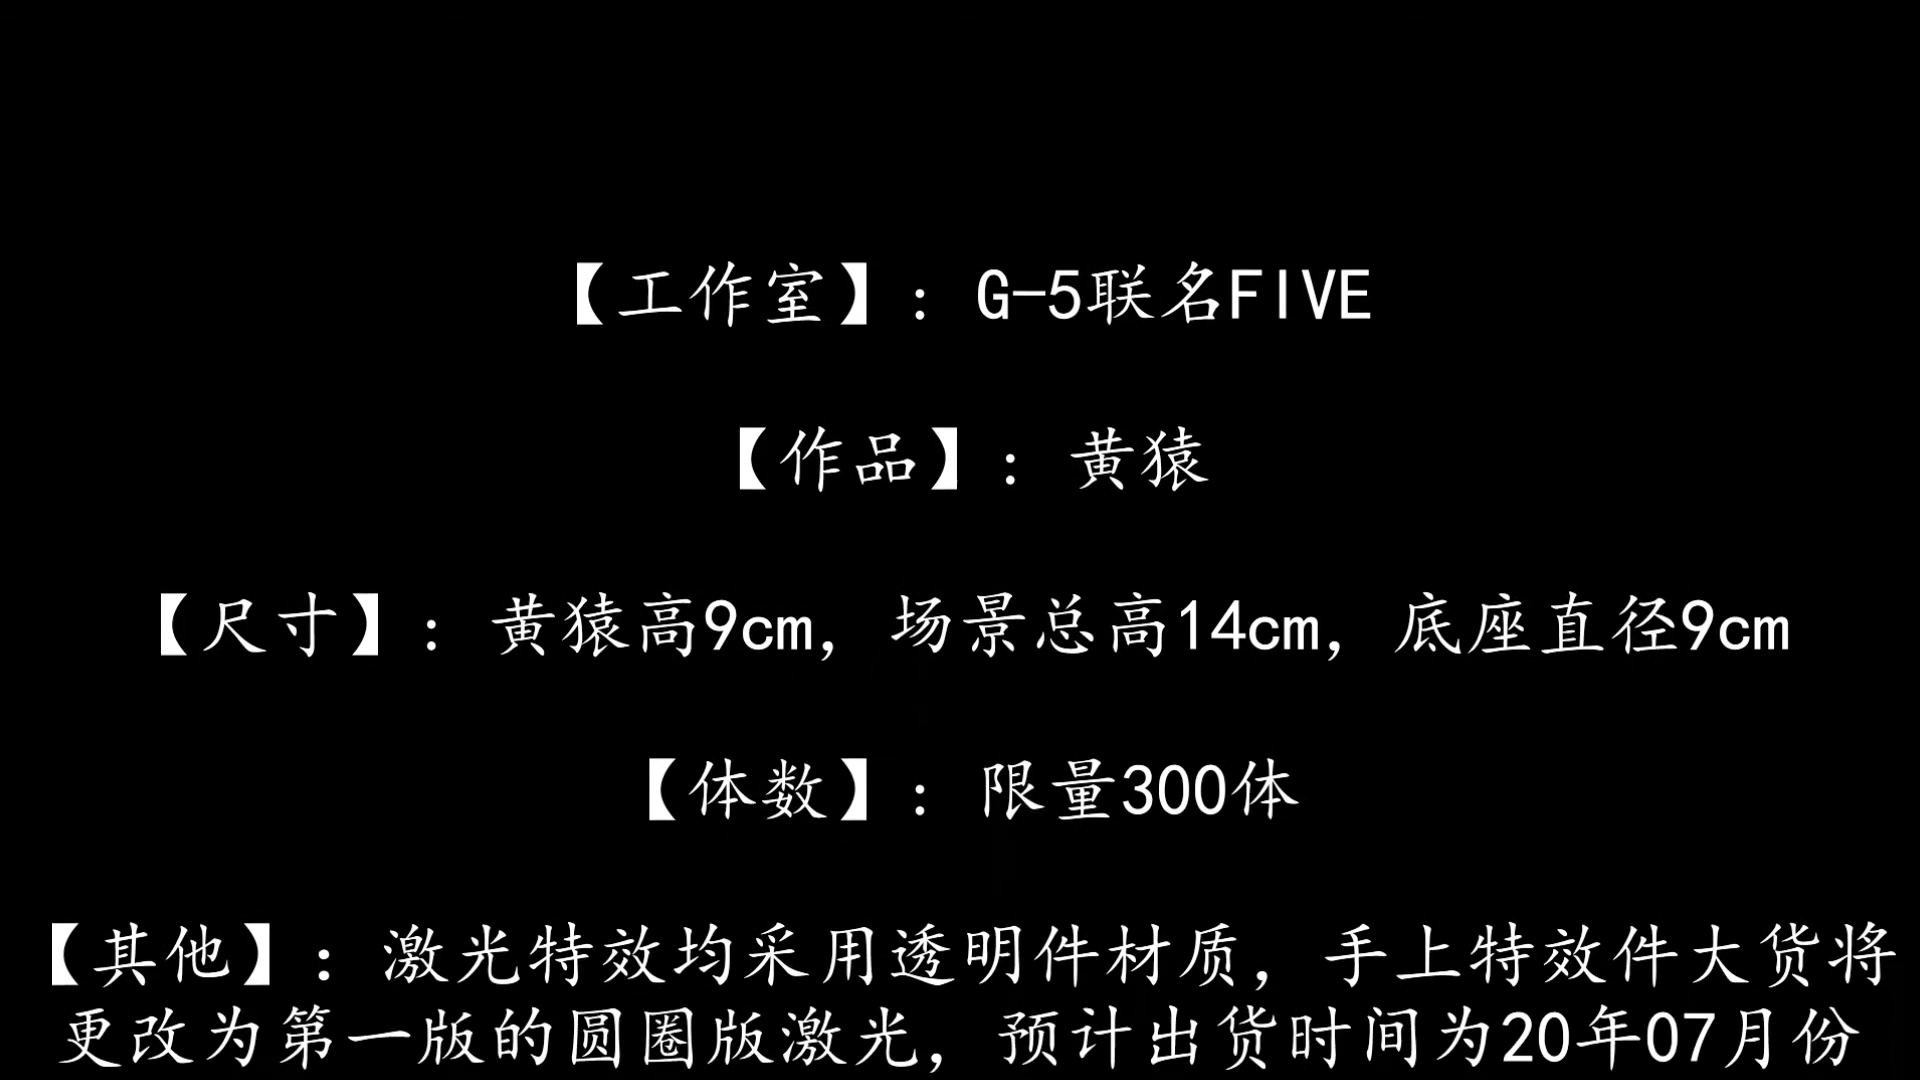 【工作室】：G-5联名FIVE
【作品】：黄猿
【尺寸】：黄猿高9cm，场景总高14cm，底座直径9cm
【体数】：限量300体
【其他】：激光特效均采用透明件材质，手上特效件大货将
更改为第一版的圆圈版激光，预计出货时间为20年07月份